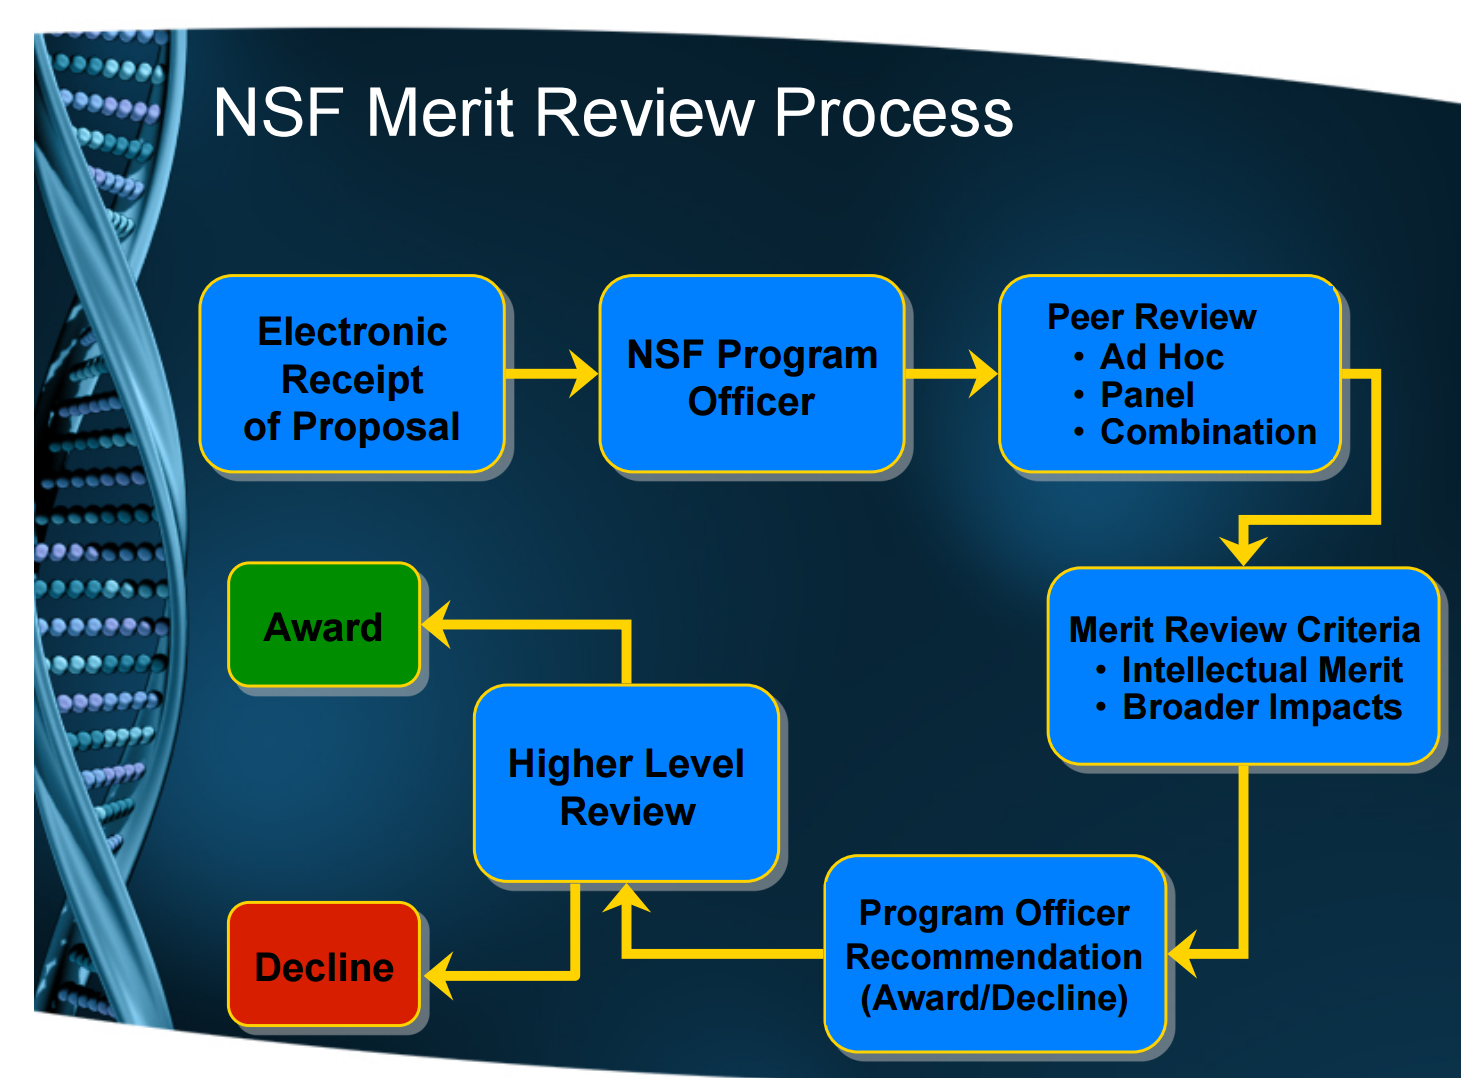 NSF Merit Review Process
Electronic
Receipt
of Proposal
NSF Program
Officer
Peer Review
• Ad Hoc
• Panel
• Combination
Merit Review Criteria
• Intellectual Merit
• Broader Impacts
Program Officer
Recommendation
(Award/Decline)
Higher Level
Review
Award
Decline